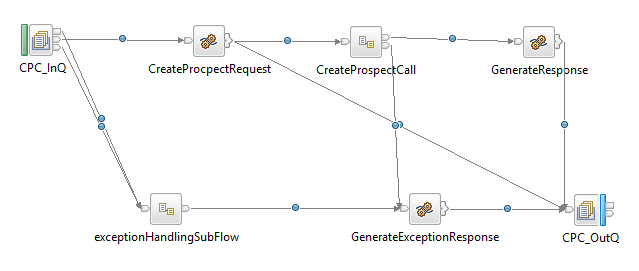 CPC_InQ
CreateProcpectRequest
CreateProspectCall
GenerateResponse
exceptionHandlingSubFlow
GenerateExceptionResponse
CPC_OutQ